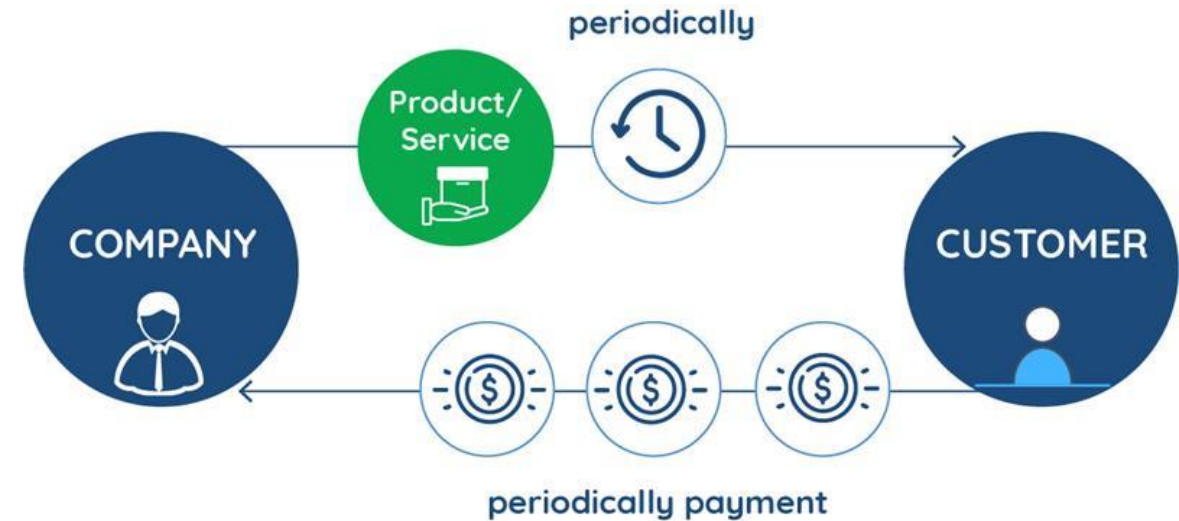 periodically
Product/
Service
COMPANY
CUSTOMER
$
$
$
periodically payment